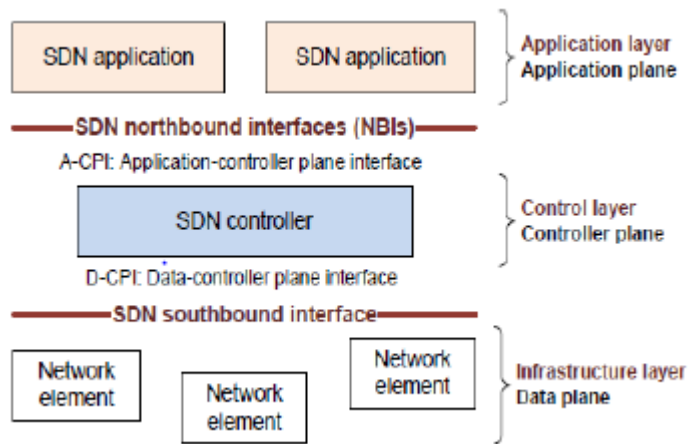 SDN application
SDN application
Application layer
Application plane
SDN northbound interfaces (NBIs)
A-CPI: Application-controller plane interface
SDN controller
Control layer
Controller plane
D-CPI: Data-controller plane interface
SDN southbound interface
Network
element
Network
element
Network
element
Infrastructure layer
Data plane